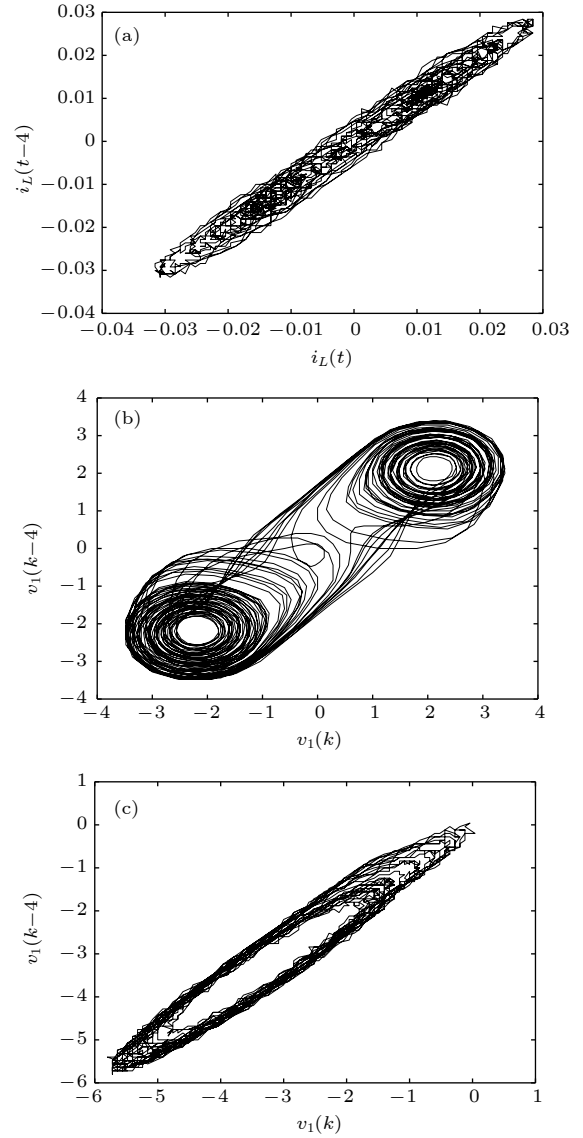 0.03
(a)
0.02
0.01
0
−0.01
−0.02
−0.03
−0.04
i_L(t−4)
−0.04 −0.03 −0.02 −0.01 0 0.01 0.02 0.03
i_L(t)
4
(b)
3
2
1
0
−1
−2
−3
−4
v_1(k−4)
−4 −3 −2 −1 0 1 2 3 4
v_1(k)
1
(c)
0
−1
−2
−3
−4
−5
−6
v_1(k−4)
−6 −5 −4 −3 −2 −1 0 1
v_1(k)